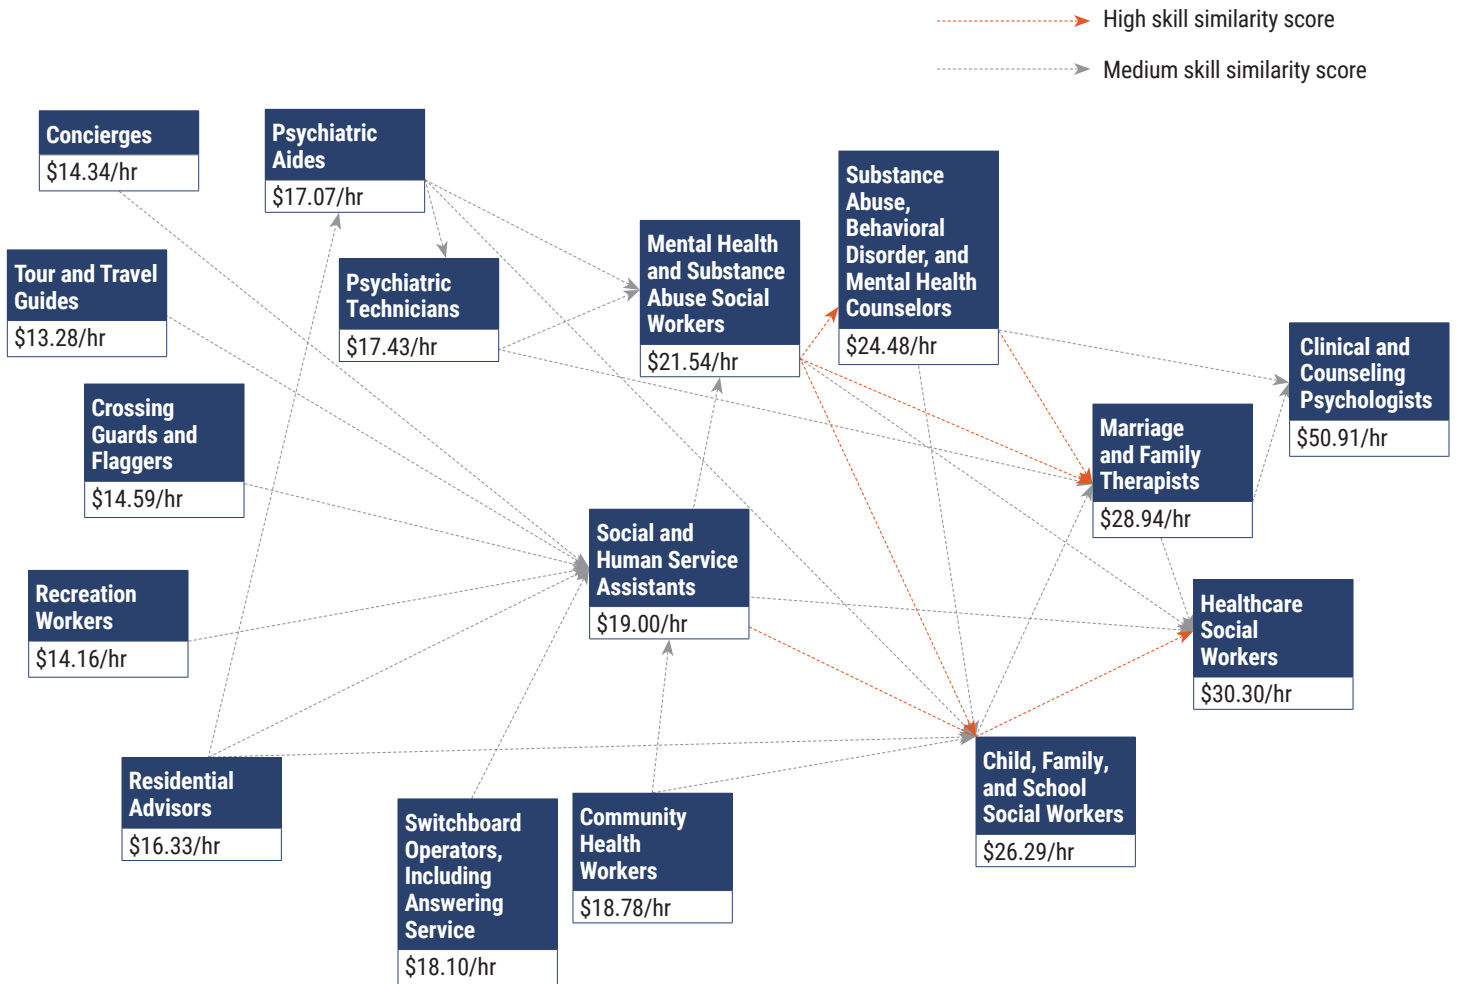 High skill similarity score
Medium skill similarity score
Concierges
$14.34/hr
Psychiatric
Aides
$17.07/hr
Tour and Travel
Guides
$13.28/hr
Psychiatric
Technicians
$17.43/hr
Mental Health
and Substance
Abuse Social
Workers
$21.54/hr
Substance
Abuse,
Behavioral
Disorder, and
Mental Health
Counselors
$24.48/hr
Clinical and
Counseling
Psychologists
$50.91/hr
Crossing
Guards and
Flaggers
$14.59/hr
Marriage
and Family
Therapists
$28.94/hr
Social and
Human Service
Assistants
$19.00/hr
Recreation
Workers
$14.16/hr
Healthcare
Social
Workers
$30.30/hr
Residential
Advisors
$16.33/hr
Switchboard
Operators,
Including
Answering
Service
$18.10/hr
Community
Health
Workers
$18.78/hr
Child, Family,
and School
Social Workers
$26.29/hr